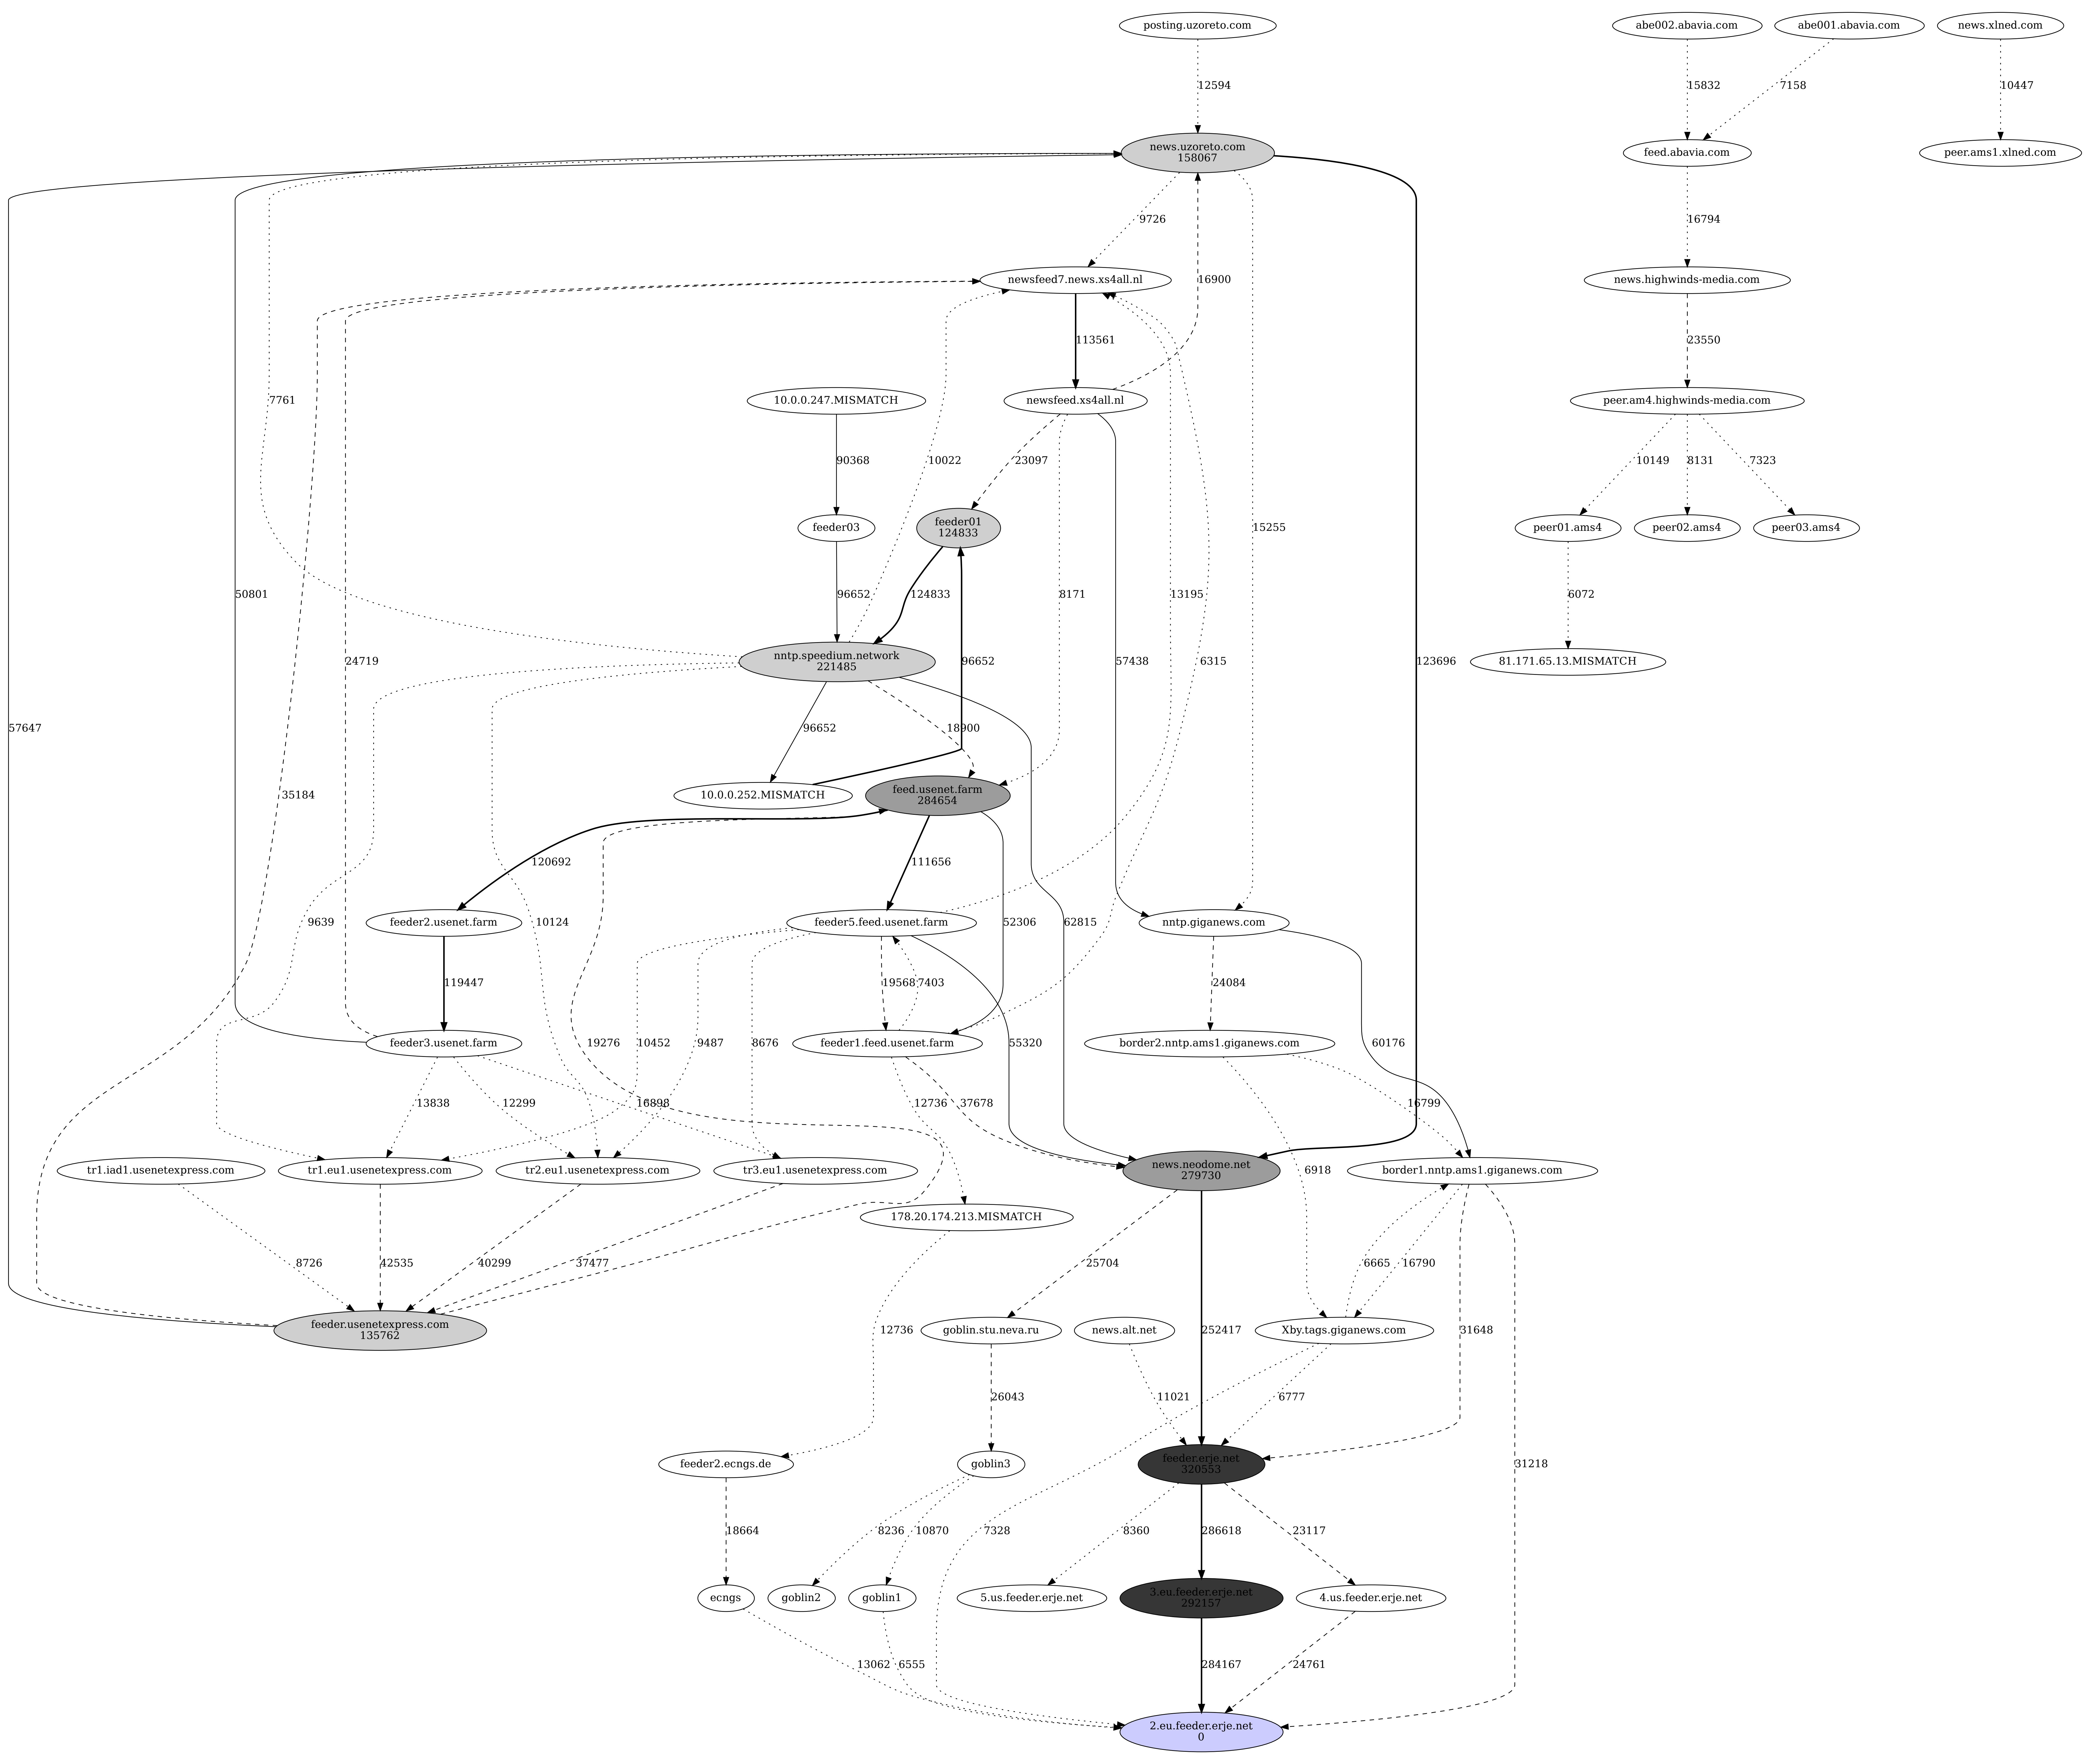 posting.uzoreto.com
abe002.abavia.com
abe001.abavia.com
news.xlned.com
12594
15832
7158
10447
news.uzoreto.com
158067
feed.abavia.com
peer.ams1.xlned.com
9726
16794
newsfeed7.news.xs4all.nl
16900
news.highwinds-media.com
113561
23550
7761
10.0.0.247.MISMATCH
newsfeed.xs4all.nl
peer.am4.highwinds-media.com
90368
10022
23097
10149
8131
7323
feeder03
feeder01
124833
15255
peer01.ams4
peer02.ams4
peer03.ams4
50801
96652
124833
8171
13195
6072
nntp.speedium.network
221485
24719
96652
57438
6315
123696
81.171.65.13.MISMATCH
57647
96652
18900
35184
10.0.0.252.MISMATCH
feed.usenet.farm
284654
120692
111656
9639
10124
feeder2.usenet.farm
feeder5.feed.usenet.farm
52306
62815
nntp.giganews.com
119447
19568
7403
24084
feeder3.usenet.farm
19276
10452
9487
8676
feeder1.feed.usenet.farm
55320
border2.nntp.ams1.giganews.com
60176
13838
12299
16898
12736
37678
16799
tr1.iad1.usenetexpress.com
tr1.eu1.usenetexpress.com
tr2.eu1.usenetexpress.com
tr3.eu1.usenetexpress.com
news.neodome.net
279730
6918
border1.nntp.ams1.giganews.com
178.20.174.213.MISMATCH
8726
42535
40299
37477
25704
6665
16790
feeder.usenetexpress.com
135762
12736
goblin.stu.neva.ru
news.alt.net
252417
Xby.tags.giganews.com
31648
26043
11021
6777
feeder2.ecngs.de
goblin3
feeder.erje.net
320553
31218
18664
8236
10870
7328
8360
286618
23117
ecngs
goblin2
goblin1
5.us.feeder.erje.net
3.eu.feeder.erje.net
292157
4.us.feeder.erje.net
13062
6555
284167
24761
2.eu.feeder.erje.net
0